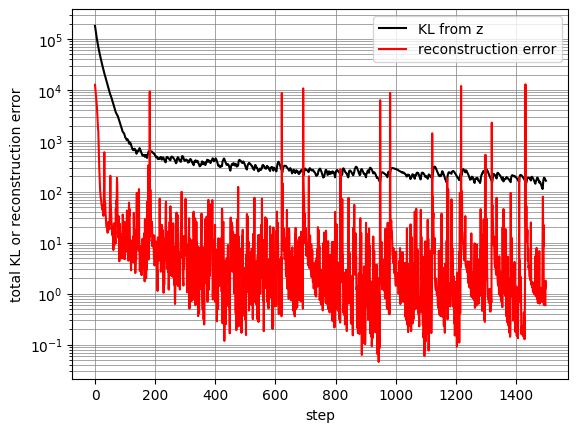 KL from z
reconstruction error
total KL or reconstruction error
10⁵
10⁴
10³
10²
10¹
10⁰
10⁻¹
0 200 400 600 800 1000 1200 1400
step